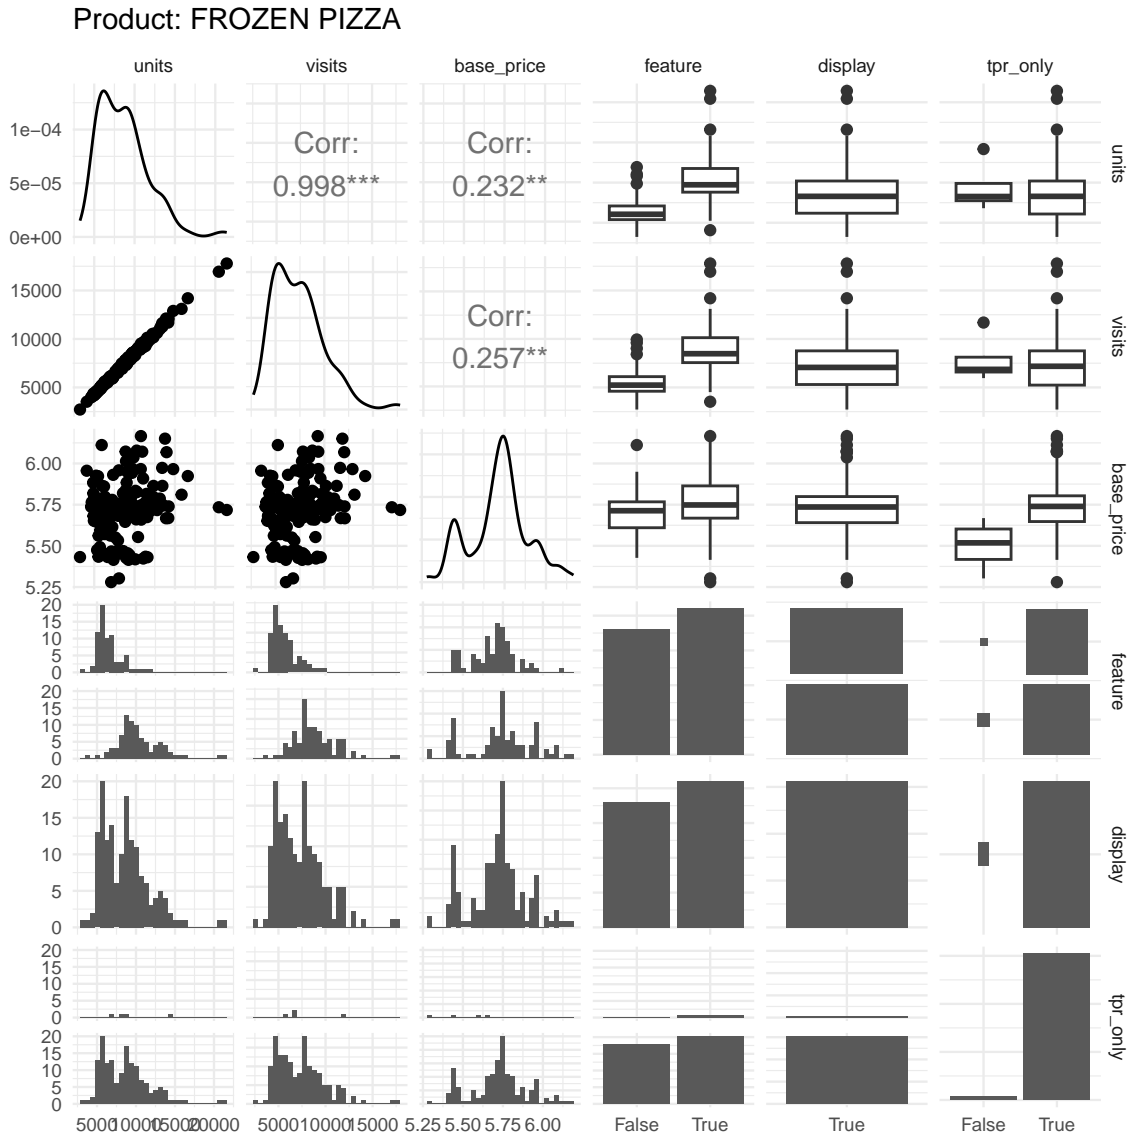 Product: FROZEN PIZZA
units visits base_price feature display tpr_only
1e−04
5e−05
0e+00
Corr:
0.998***
Corr:
0.232**
units
15000
10000
5000
Corr:
0.257**
visits
6.00
5.75
5.50
5.25
base_price
20
15
10
5
0
20
15
10
5
0
feature
20
15
10
5
0
display
20
15
10
5
0
20
15
10
5
0
tpr_only
5000 10000 15000 20000 5000 10000 15000 5.25 5.50 5.75 6.00 False True True False True